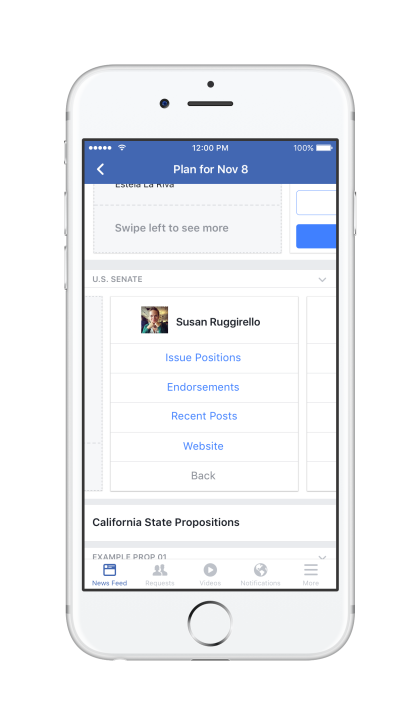 12:00 PM
100%
Plan for Nov 8
Estela La Riva
Swipe left to see more
U.S. SENATE
Susan Ruggirello
Issue Positions
Endorsements
Recent Posts
Website
Back
California State Propositions
EXAMPLE PROP 01
News Feed
Requests
Videos
Notifications
More